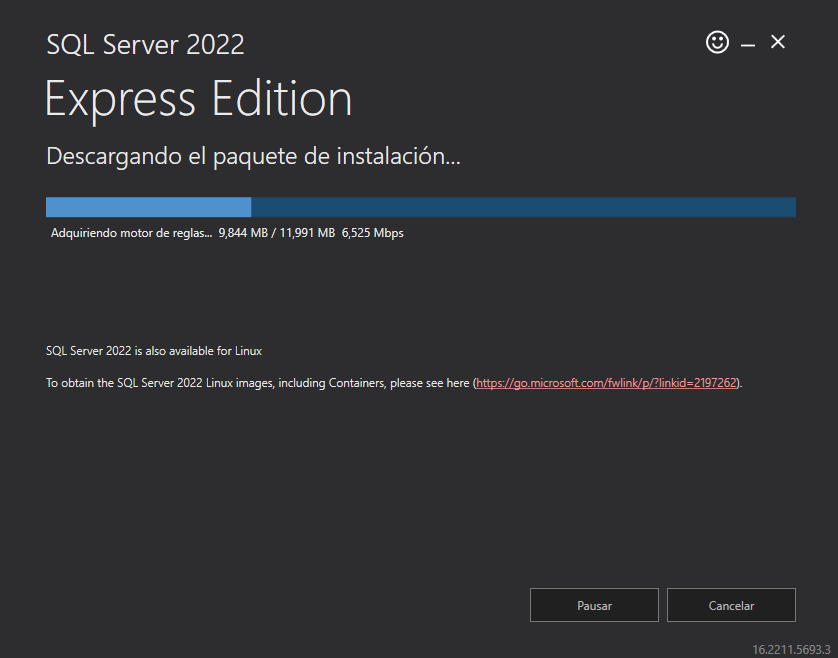 SQL Server 2022
Express Edition
Descargando el paquete de instalación...
Adquiriendo motor de reglas... 9,844 MB / 11,991 MB 6,525 Mbps
SQL Server 2022 is also available for Linux
To obtain the SQL Server 2022 Linux images, including Containers, please see here (https://go.microsoft.com/fwlink/p/?linkid=2197262).
Pausar
Cancelar
16.2211.5693.3